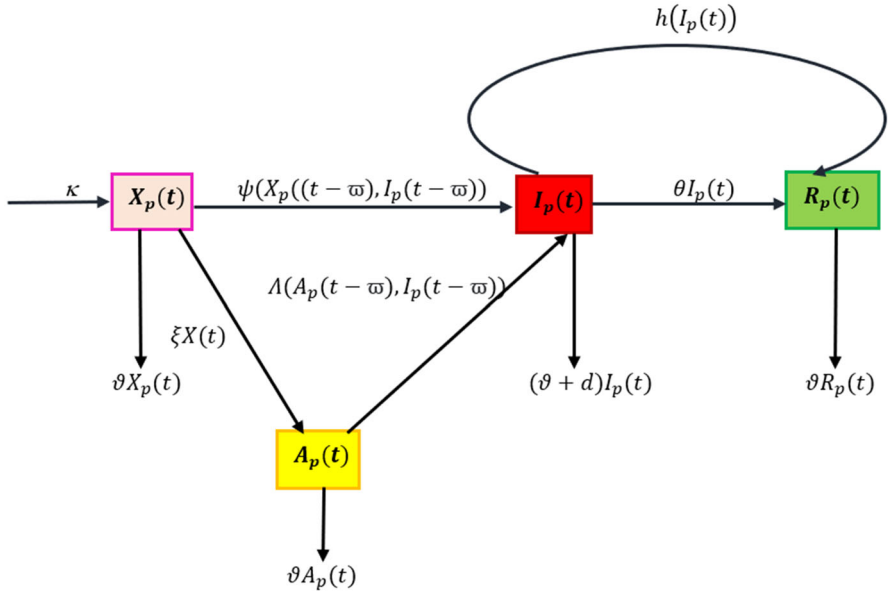 h(I_p(t))
κ
X_p(t)
ψ(X_p((t − ϖ), I_p(t − ϖ))
I_p(t)
θI_p(t)
R_p(t)
Λ(A_p(t − ϖ), I_p(t − ϖ))
ξX(t)
ϑX_p(t)
(ϑ + d)I_p(t)
ϑR_p(t)
A_p(t)
ϑA_p(t)